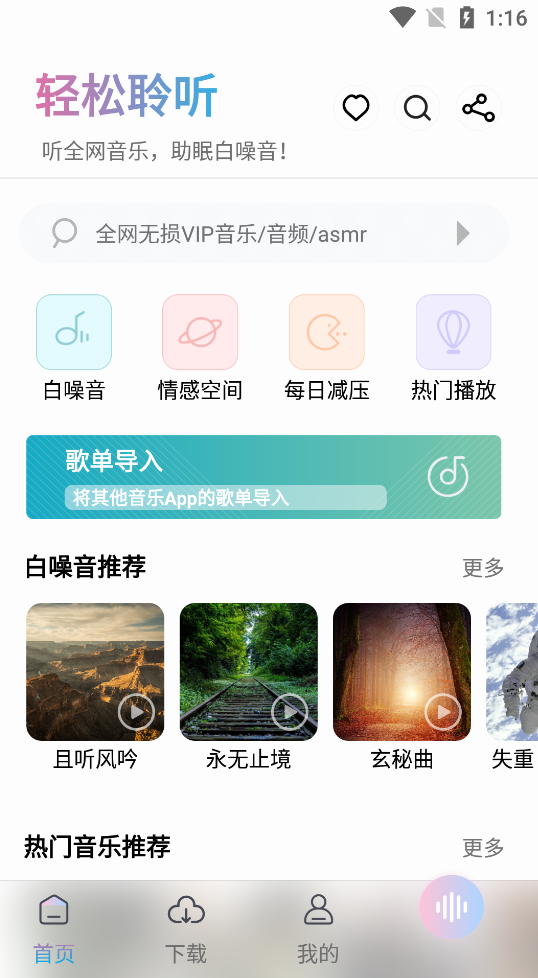 1:16
轻松聆听
听全网音乐，助眠白噪音！
全网无损VIP音乐/音频/asmr
白噪音 情感空间 每日减压 热门播放
歌单导入
将其他音乐App的歌单导入
白噪音推荐 更多
且听风吟 永无止境 玄秘曲 失重
热门音乐推荐 更多
首页 下载 我的